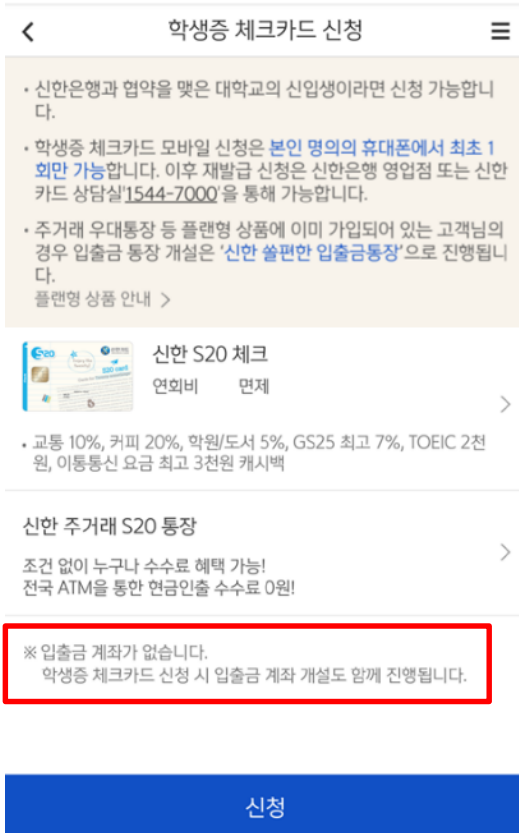 학생증 체크카드 신청
• 신한은행과 협약을 맺은 대학교의 신입생이라면 신청 가능합니
다.
• 학생증 체크카드 모바일 신청은 본인 명의의 휴대폰에서 최초 1
회만 가능합니다. 이후 재발급 신청은 신한은행 영업점 또는 신한
카드 상담실'1544-7000'을 통해 가능합니다.
• 주거래 우대통장 등 플랜형 상품에 이미 가입되어 있는 고객님의
경우 입출금 통장 개설은 '신한 쏠편한 입출금통장'으로 진행됩니
다.
플랜형 상품 안내 >
S20
S20 card
신한 S20 체크
연회비 면제
• 교통 10%, 커피 20%, 학원/도서 5%, GS25 최고 7%, TOEIC 2천
원, 이통통신 요금 최고 3천원 캐시백
신한 주거래 S20 통장
조건 없이 누구나 수수료 혜택 가능!
전국 ATM을 통한 현금인출 수수료 0원!
※ 입출금 계좌가 없습니다.
학생증 체크카드 신청 시 입출금 계좌 개설도 함께 진행됩니다.
신청